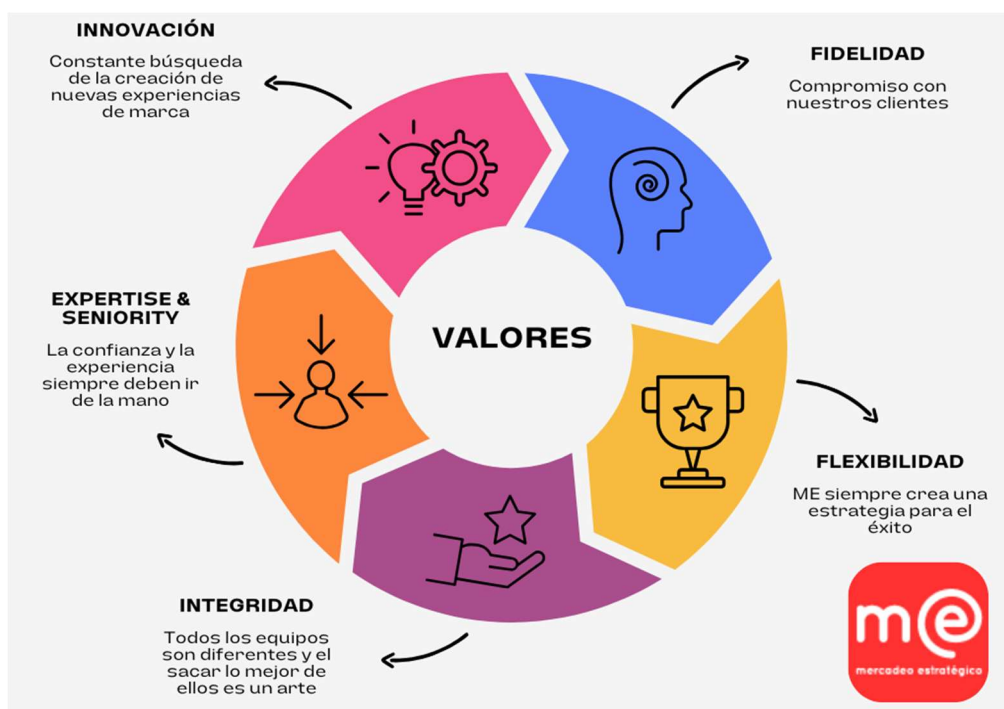 INNOVACIÓN
Constante búsqueda
de la creación de
nuevas experiencias
de marca
FIDELIDAD
Compromiso con
nuestros clientes
EXPERTISE &
SENIORITY
La confianza y la
experiencia
siempre deben ir
de la mano
VALORES
FLEXIBILIDAD
ME siempre crea una
estrategia para el
éxito
INTEGRIDAD
Todos los equipos
son diferentes y el
sacar lo mejor de
ellos es un arte
me
mercadeo estratégico